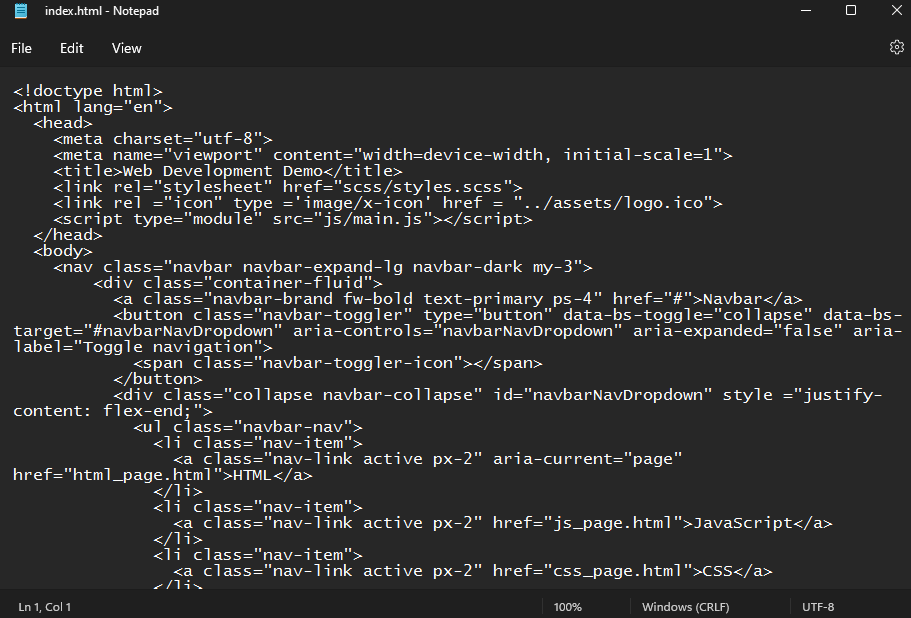 index.html - Notepad
File Edit View
<!doctype html>
<html lang="en">
  <head>
    <meta charset="utf-8">
    <meta name="viewport" content="width=device-width, initial-scale=1">
    <title>Web Development Demo</title>
    <link rel="stylesheet" href="scss/styles.scss">
    <link rel ="icon" type ='image/x-icon' href = "../assets/logo.ico">
    <script type="module" src="js/main.js"></script>
  </head>
  <body>
    <nav class="navbar navbar-expand-lg navbar-dark my-3">
        <div class="container-fluid">
          <a class="navbar-brand fw-bold text-primary ps-4" href="#">Navbar</a>
          <button class="navbar-toggler" type="button" data-bs-toggle="collapse" data-bs-
target="#navbarNavDropdown" aria-controls="navbarNavDropdown" aria-expanded="false" aria-
label="Toggle navigation">
            <span class="navbar-toggler-icon"></span>
          </button>
          <div class="collapse navbar-collapse" id="navbarNavDropdown" style ="justify-
content: flex-end;">
            <ul class="navbar-nav">
              <li class="nav-item">
                <a class="nav-link active px-2" aria-current="page"
href="html_page.html">HTML</a>
              </li>
              <li class="nav-item">
                <a class="nav-link active px-2" href="js_page.html">JavaScript</a>
              </li>
              <li class="nav-item">
                <a class="nav-link active px-2" href="css_page.html">CSS</a>
              </li>
Ln 1, Col 1 100% Windows (CRLF) UTF-8